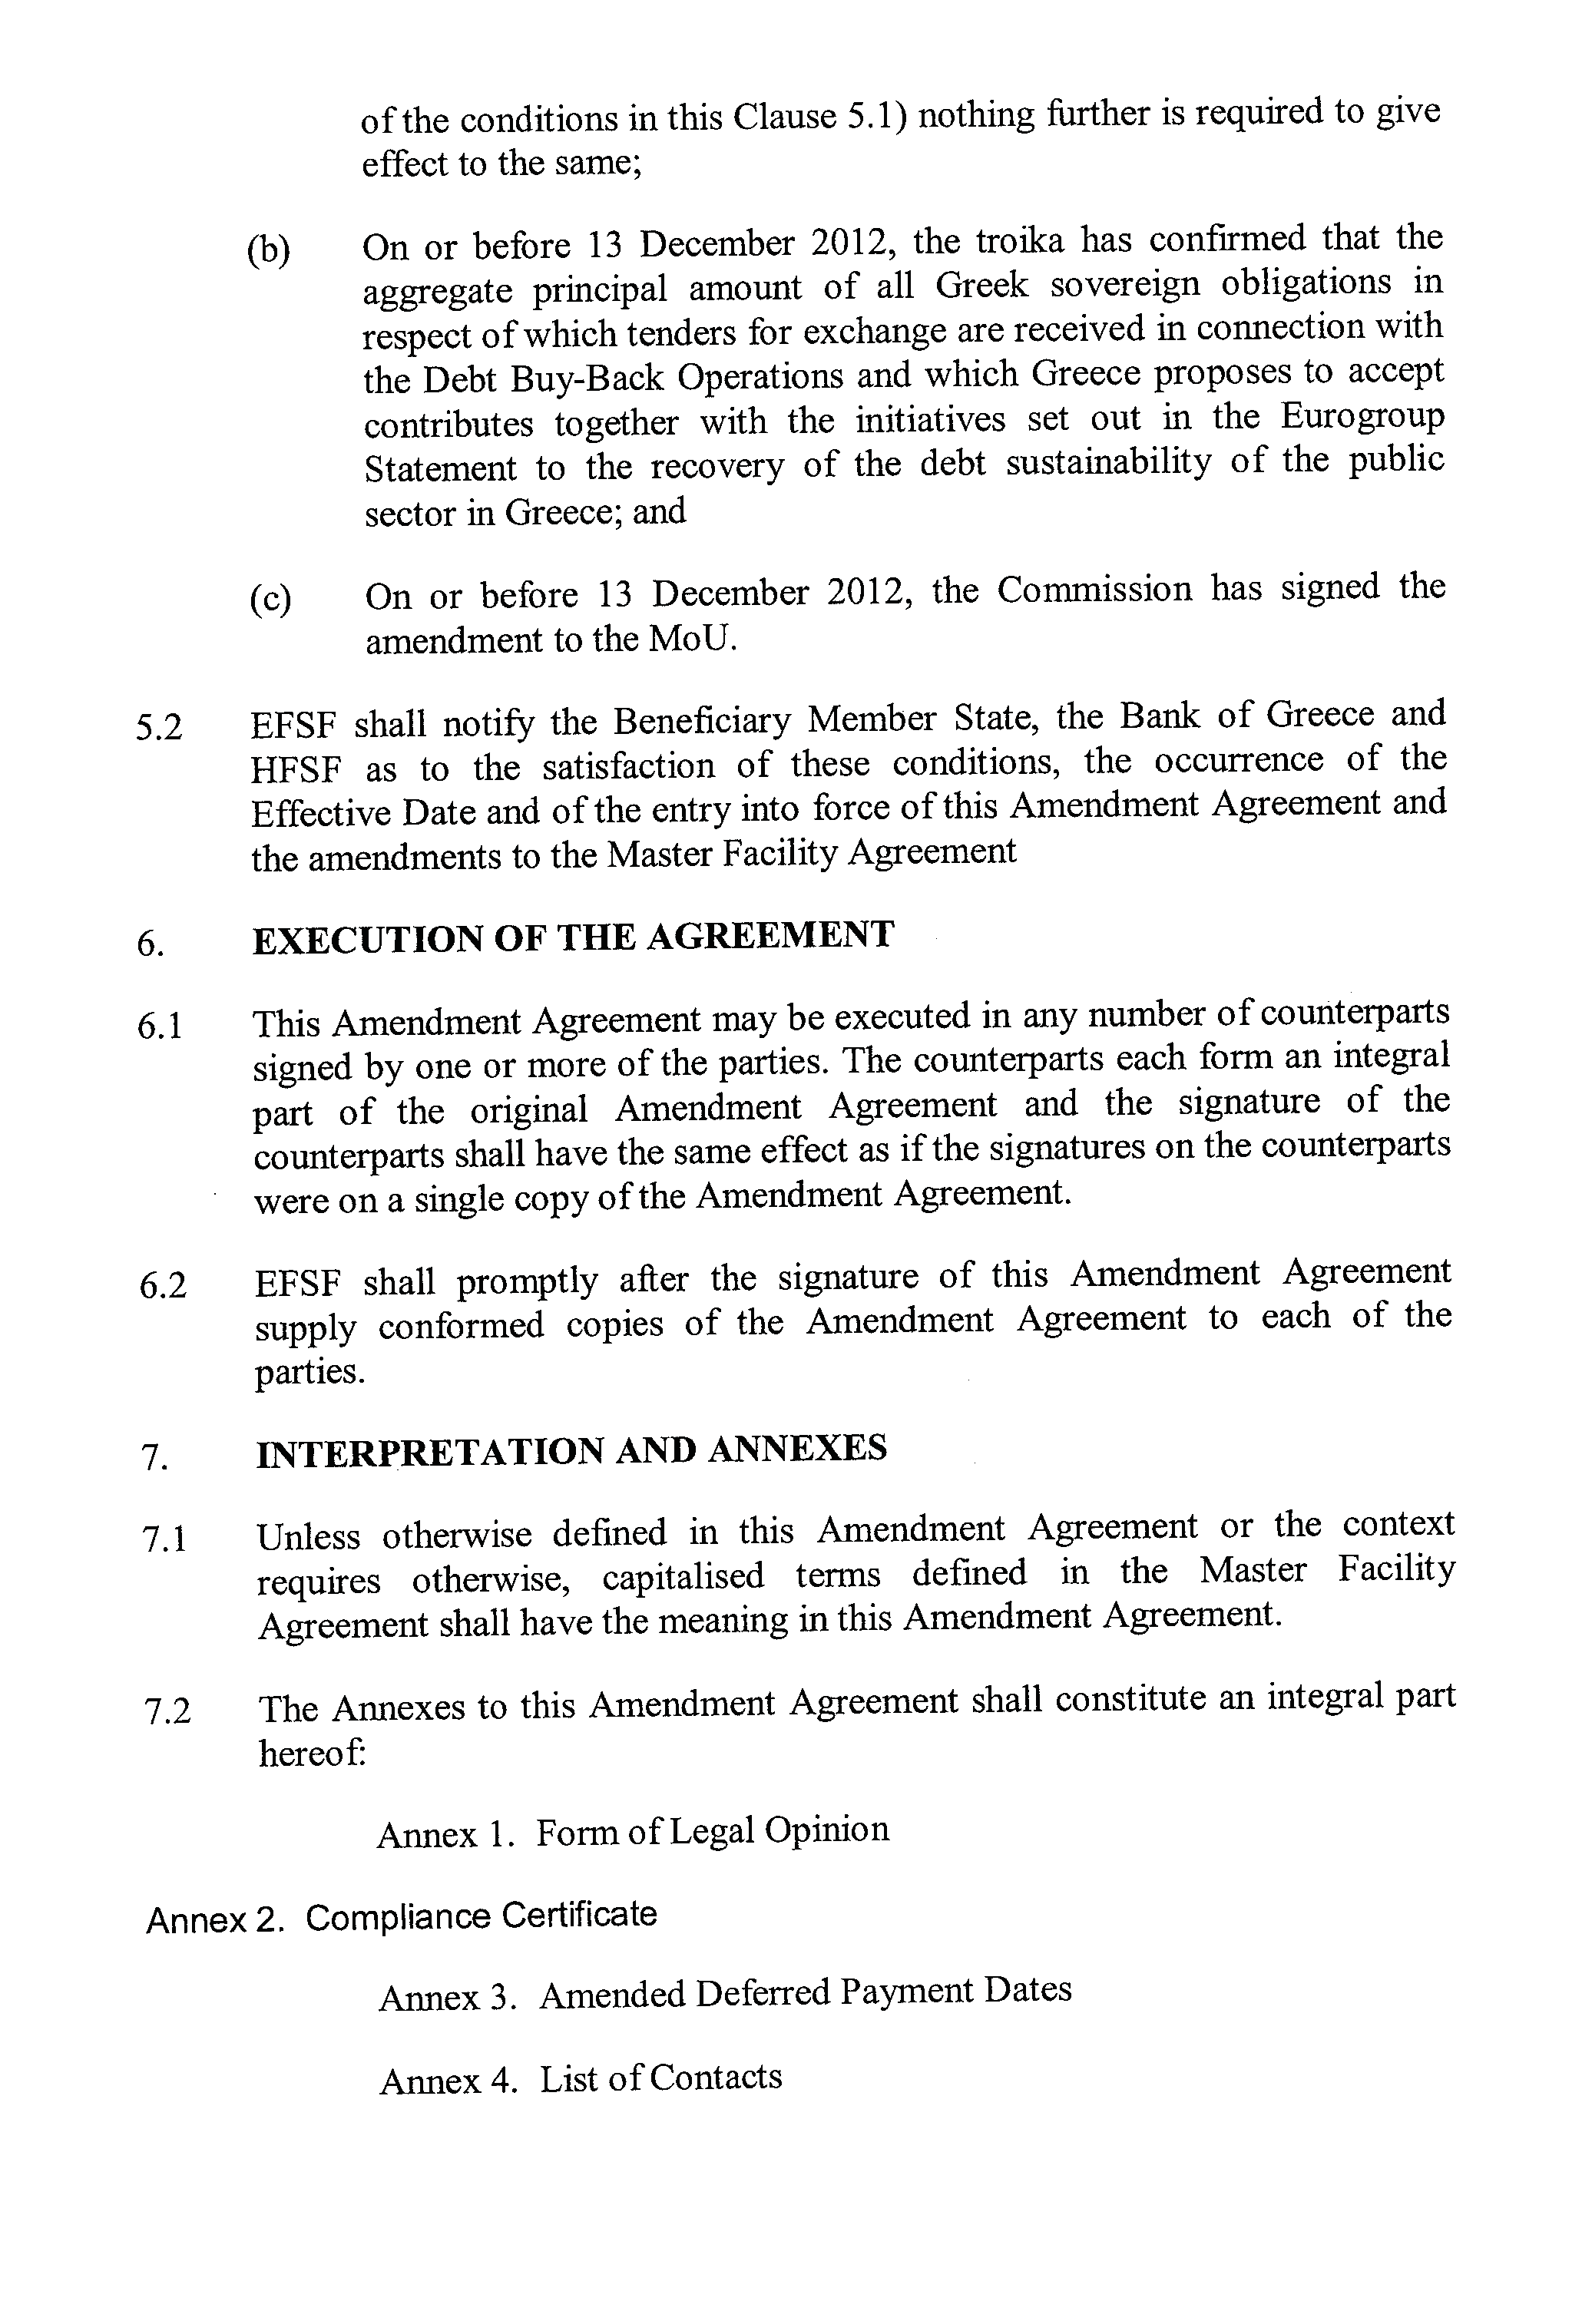 of the conditions in this Clause 5.1) nothing further is required to give
effect to the same;
(b) On or before 13 December 2012, the troika has confirmed that the
aggregate principal amount of all Greek sovereign obligations in
respect of which tenders for exchange are received in connection with
the Debt Buy-Back Operations and which Greece proposes to accept
contributes together with the initiatives set out in the Eurogroup
Statement to the recovery of the debt sustainability of the public
sector in Greece; and
(c) On or before 13 December 2012, the Commission has signed the
amendment to the MoU.
5.2 EFSF shall notify the Beneficiary Member State, the Bank of Greece and
HFSF as to the satisfaction of these conditions, the occurrence of the
Effective Date and of the entry into force of this Amendment Agreement and
the amendments to the Master Facility Agreement
6. EXECUTION OF THE AGREEMENT
6.1 This Amendment Agreement may be executed in any number of counterparts
signed by one or more of the parties. The counterparts each form an integral
part of the original Amendment Agreement and the signature of the
counterparts shall have the same effect as if the signatures on the counterparts
were on a single copy of the Amendment Agreement.
6.2 EFSF shall promptly after the signature of this Amendment Agreement
supply conformed copies of the Amendment Agreement to each of the
parties.
7. INTERPRETATION AND ANNEXES
7.1 Unless otherwise defined in this Amendment Agreement or the context
requires otherwise, capitalised terms defined in the Master Facility
Agreement shall have the meaning in this Amendment Agreement.
7.2 The Annexes to this Amendment Agreement shall constitute an integral part
hereof:
Annex 1. Form of Legal Opinion
Annex 2. Compliance Certificate
Annex 3. Amended Deferred Payment Dates
Annex 4. List of Contacts